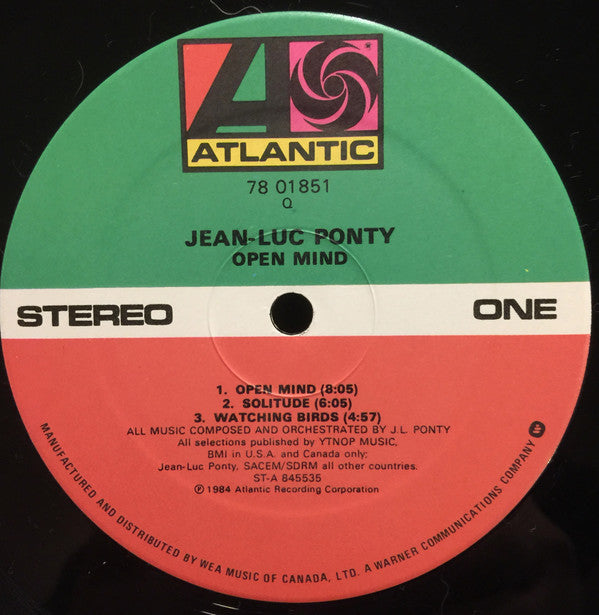 ATLANTIC
78 01851
Q
JEAN-LUC PONTY
OPEN MIND
STEREO
ONE
1. OPEN MIND (8:05)
2. SOLITUDE (6:05)
3. WATCHING BIRDS (4:57)
ALL MUSIC COMPOSED AND ORCHESTRATED BY J.L. PONTY
All selections published by YTNOP MUSIC,
BMI in U.S.A. and Canada only;
Jean-Luc Ponty, SACEM/SDRM all other countries.
ST-A 845535
℗ 1984 Atlantic Recording Corporation
MANUFACTURED AND DISTRIBUTED BY WEA MUSIC OF CANADA, LTD. A WARNER COMMUNICATIONS COMPANY